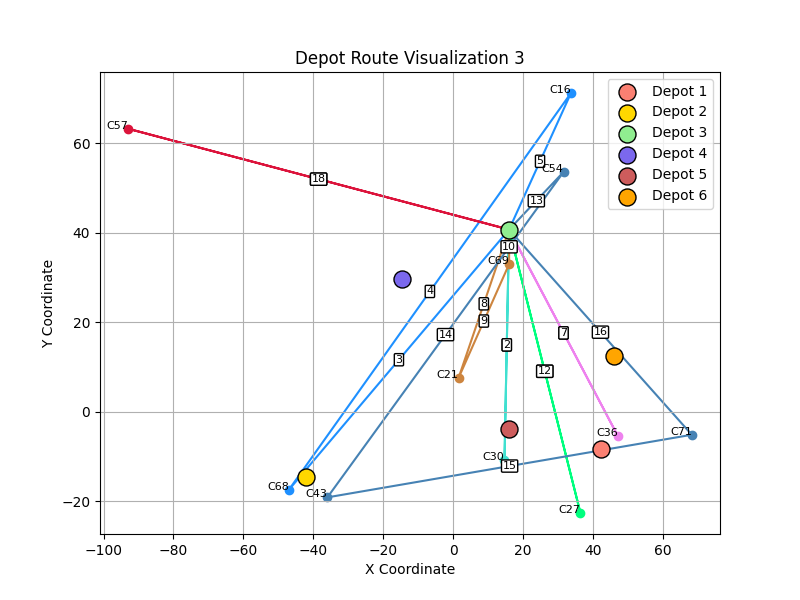 Depot Route Visualization 3
Depot 1
Depot 2
Depot 3
Depot 4
Depot 5
Depot 6
C16
C57
5
C54
18
13
10
C69
4
8
9
3
14
2
7
16
12
C21
C36
C71
C30
15
C68
C43
C27
60
40
20
0
−20
−100
−80
−60
−40
−20
0
20
40
60
X Coordinate
Y Coordinate